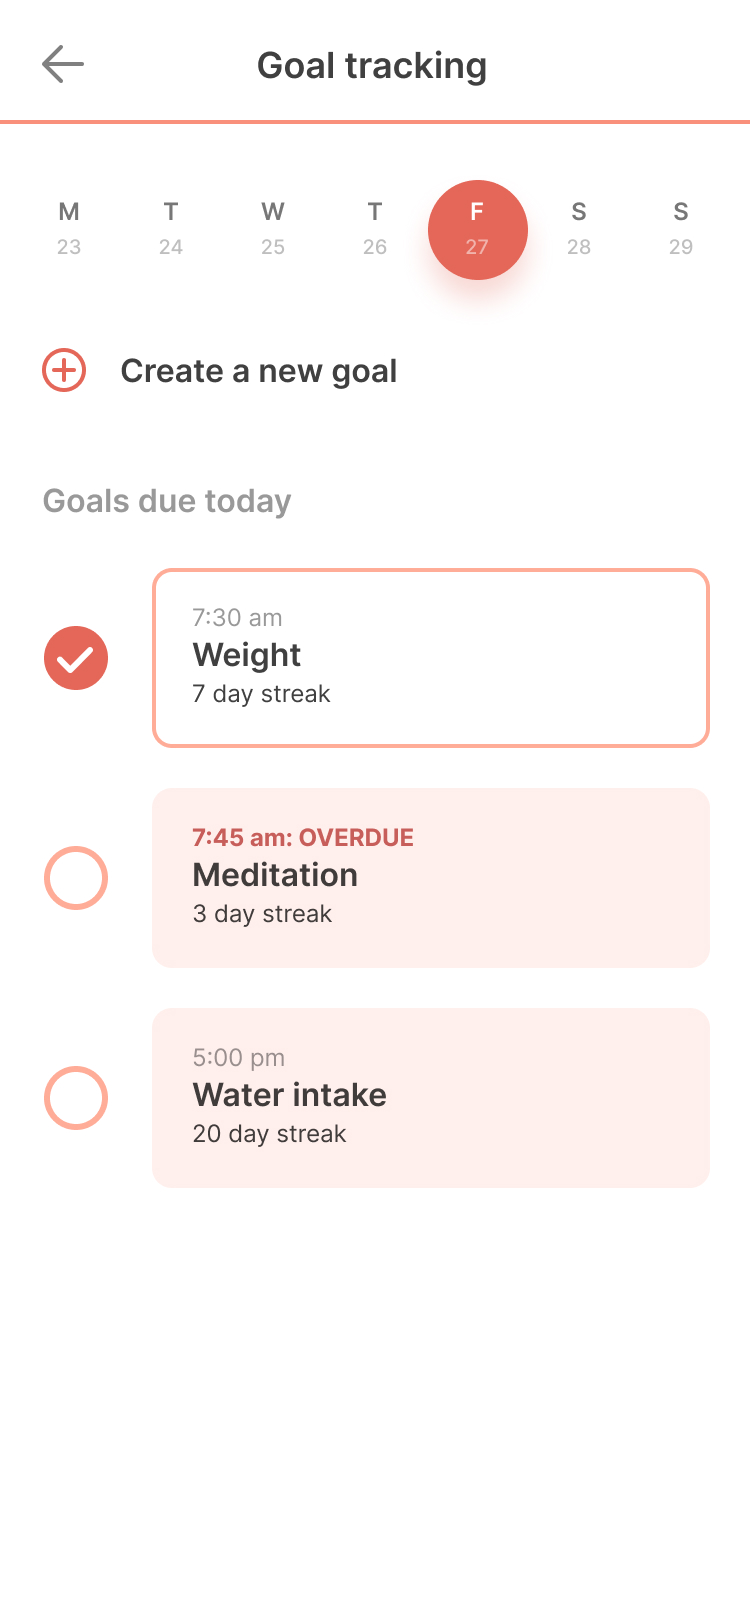 Goal tracking
M T W T F S S
23 24 25 26 27 28 29
Create a new goal
Goals due today
7:30 am
Weight
7 day streak
7:45 am: OVERDUE
Meditation
3 day streak
5:00 pm
Water intake
20 day streak